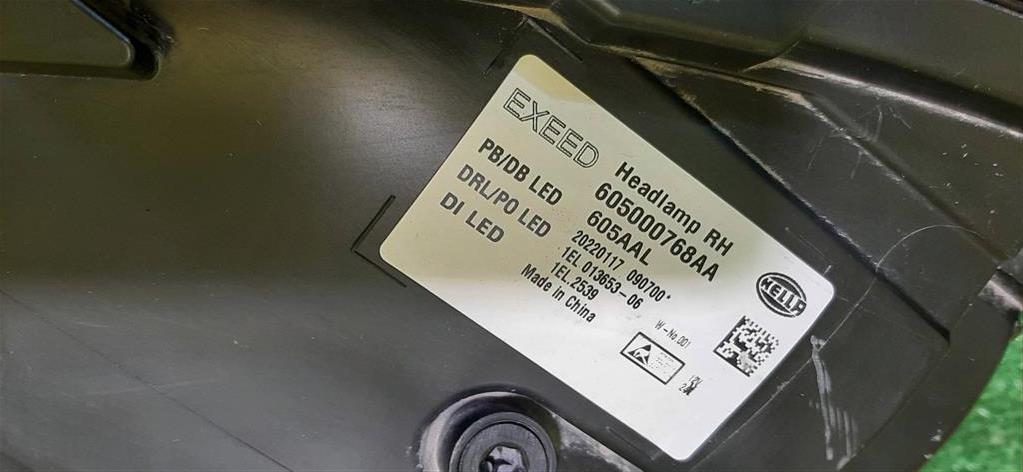 EXEED
Headlamp RH
605000768AA
605AAL
20220117 090700*
1EL 013653-06
1EL.2539
Made in China
PB/DB LED
DRL/PO LED
DI LED
HELLA
W-No.001